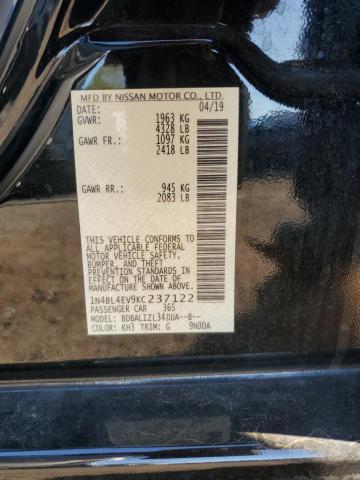 MFD BY NISSAN MOTOR CO., LTD.
DATE: 04/19
GVWR: 1963 KG
4328 LB
GAWR FR.: 1097 KG
2418 LB
GAWR RR.: 945 KG
2083 LB
THIS VEHICLE CONFORMS TO ALL
APPLICABLE FEDERAL MOTOR
VEHICLE SAFETY,
BUMPER, AND THEFT
PREVENTION STANDARDS IN
EFFECT ON THE DATE OF
MANUFACTURE SHOWN ABOVE.
1N4BL4EV9KC237122
PASSENGER CAR 365
MODEL: BDBALIZL34DUA--B--
COLOR: KH3 TRIM: G 9N00A